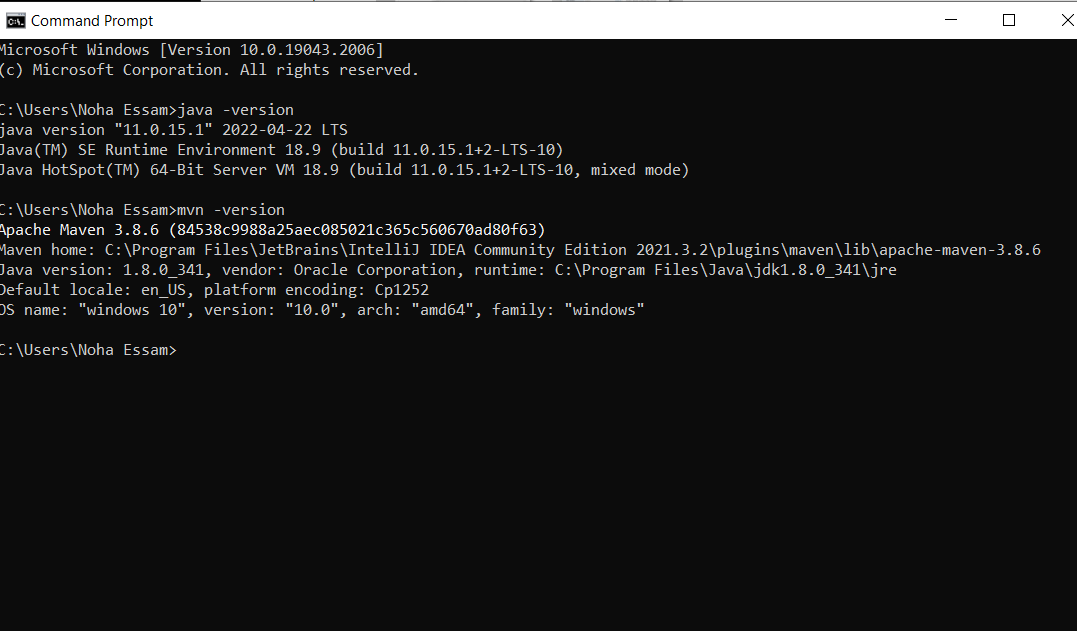 Command Prompt
Microsoft Windows [Version 10.0.19043.2006]
(c) Microsoft Corporation. All rights reserved.
C:\Users\Noha Essam>java -version
java version "11.0.15.1" 2022-04-22 LTS
Java(TM) SE Runtime Environment 18.9 (build 11.0.15.1+2-LTS-10)
Java HotSpot(TM) 64-Bit Server VM 18.9 (build 11.0.15.1+2-LTS-10, mixed mode)
C:\Users\Noha Essam>mvn -version
Apache Maven 3.8.6 (84538c9988a25aec085021c365c560670ad80f63)
Maven home: C:\Program Files\JetBrains\IntelliJ IDEA Community Edition 2021.3.2\plugins\maven\lib\apache-maven-3.8.6
Java version: 1.8.0_341, vendor: Oracle Corporation, runtime: C:\Program Files\Java\jdk1.8.0_341\jre
Default locale: en_US, platform encoding: Cp1252
OS name: "windows 10", version: "10.0", arch: "amd64", family: "windows"
C:\Users\Noha Essam>